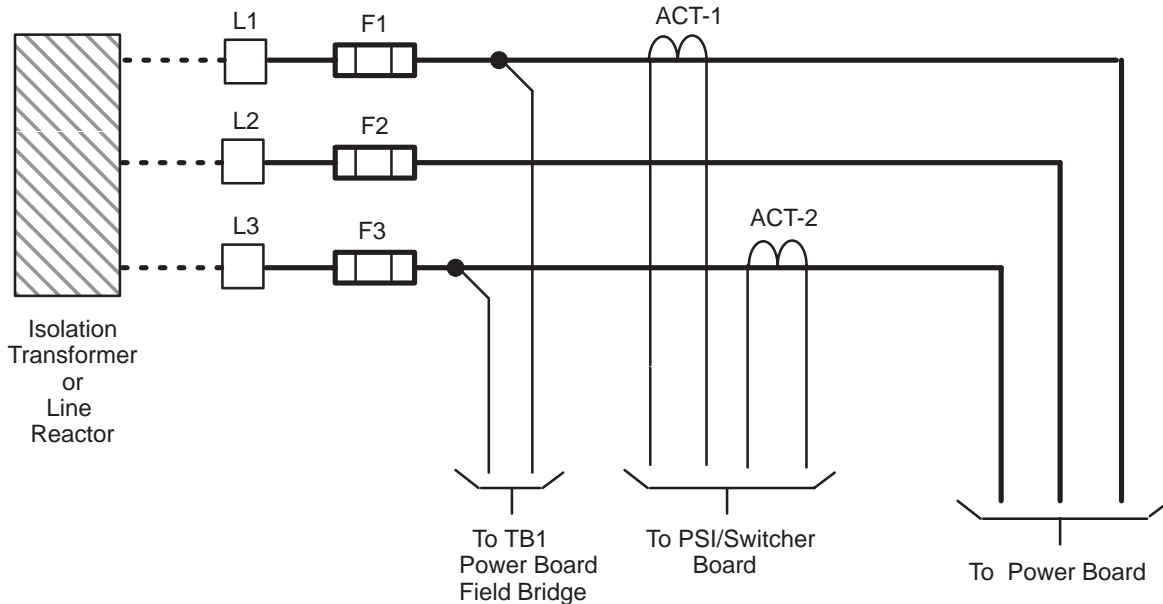 L1
F1
ACT-1
L2
F2
L3
F3
ACT-2
Isolation
Transformer
or
Line
Reactor
To TB1
Power Board
Field Bridge
To PSI/Switcher
Board
To Power Board